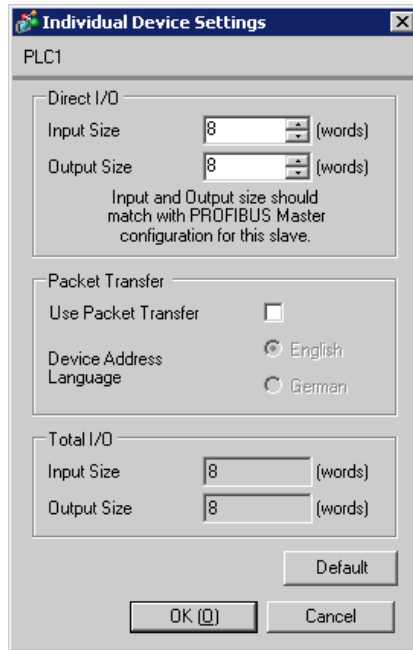 Individual Device Settings
PLC1
Direct I/O
Input Size 8 (words)
Output Size 8 (words)
Input and Output size should
match with PROFIBUS Master
configuration for this slave.
Packet Transfer
Use Packet Transfer
Device Address
Language
English
German
Total I/O
Input Size 8 (words)
Output Size 8 (words)
Default
OK (O) Cancel